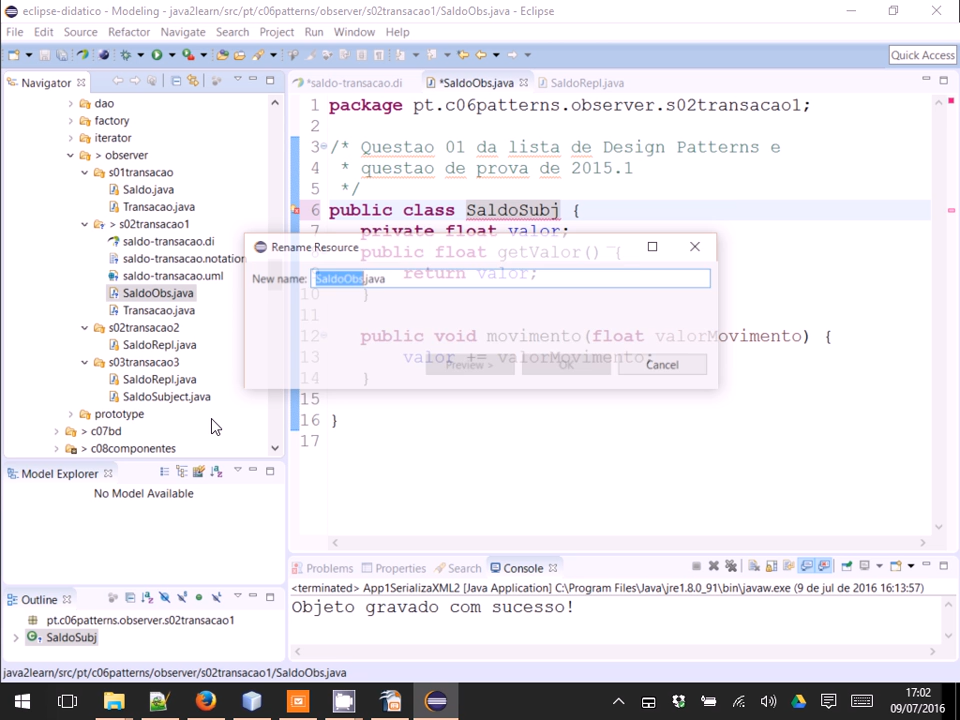 eclipse-didatico - Modeling - java2learn/src/pt/c06patterns/observer/s02transacao1/SaldoObs.java - Eclipse
File Edit Source Refactor Navigate Search Project Run Window Help
Quick Access
Navigator
dao
factory
iterator
> observer
s01transacao
Saldo.java
Transacao.java
> s02transacao1
saldo-transacao.di
saldo-transacao.notation
saldo-transacao.uml
SaldoObs.java
Transacao.java
s02transacao2
SaldoRepl.java
s03transacao3
SaldoRepl.java
SaldoSubject.java
prototype
> c07bd
> c08componentes
*saldo-transacao.di *SaldoObs.java SaldoRepl.java
1 package pt.c06patterns.observer.s02transacao1;
2
3 /* Questao 01 da lista de Design Patterns e
4 * questao de prova de 2015.1
5 */
6 public class SaldoSubj {
7 private float valor;
8 public float getValor() {
9 return valor;
10 }
11
12 public void movimento(float valorMovimento) {
13 valor += valorMovimento;
14 }
15
16 }
17
Rename Resource
New name: SaldoObs.java
Preview > OK Cancel
Model Explorer
No Model Available
Outline
pt.c06patterns.observer.s02transacao1
SaldoSubj
Problems Properties Search Console
<terminated> App1SerializaXML2 [Java Application] C:\Program Files\Java\jre1.8.0_91\bin\javaw.exe (9 de jul de 2016 16:13:57)
Objeto gravado com sucesso!
java2learn/src/pt/c06patterns/observer/s02transacao1/SaldoObs.java
17:02
09/07/2016